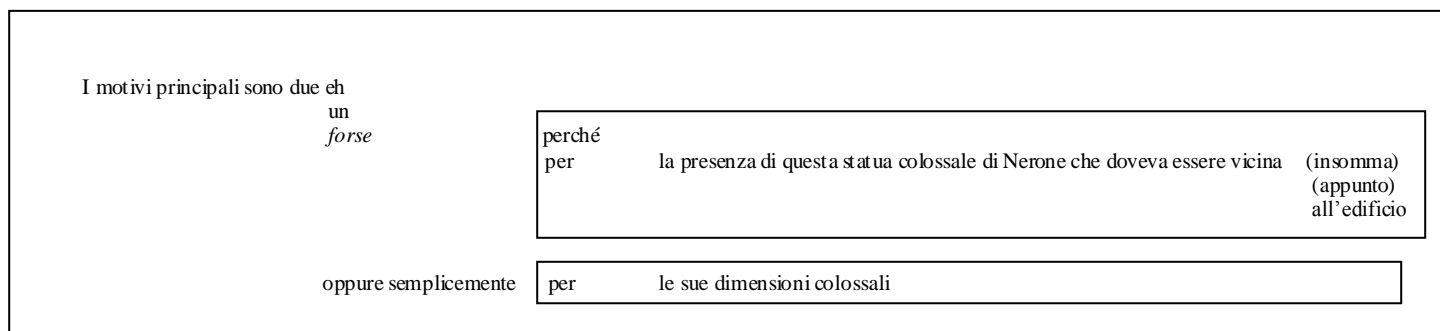 I motivi principali sono due eh
un
forse perché
per la presenza di questa statua colossale di Nerone che doveva essere vicina (insomma)
(appunto)
all'edificio
oppure semplicemente per le sue dimensioni colossali